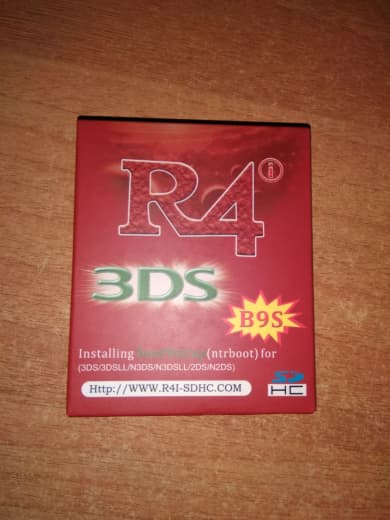 R4 i
3DS
B9S
Installing (ntrboot) for
(3DS/3DSLL/N3DS/N3DSLL/2DS/N2DS)
Http://WWW.R4I-SDHC.COM
SD
HC